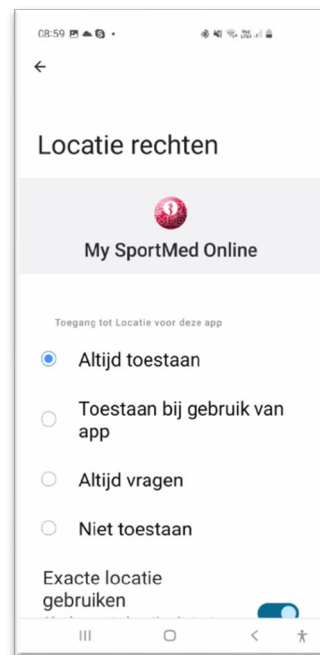 08:59
Locatie rechten
My SportMed Online
Toegang tot Locatie voor deze app
Altijd toestaan
Toestaan bij gebruik van
app
Altijd vragen
Niet toestaan
Exacte locatie
gebruiken